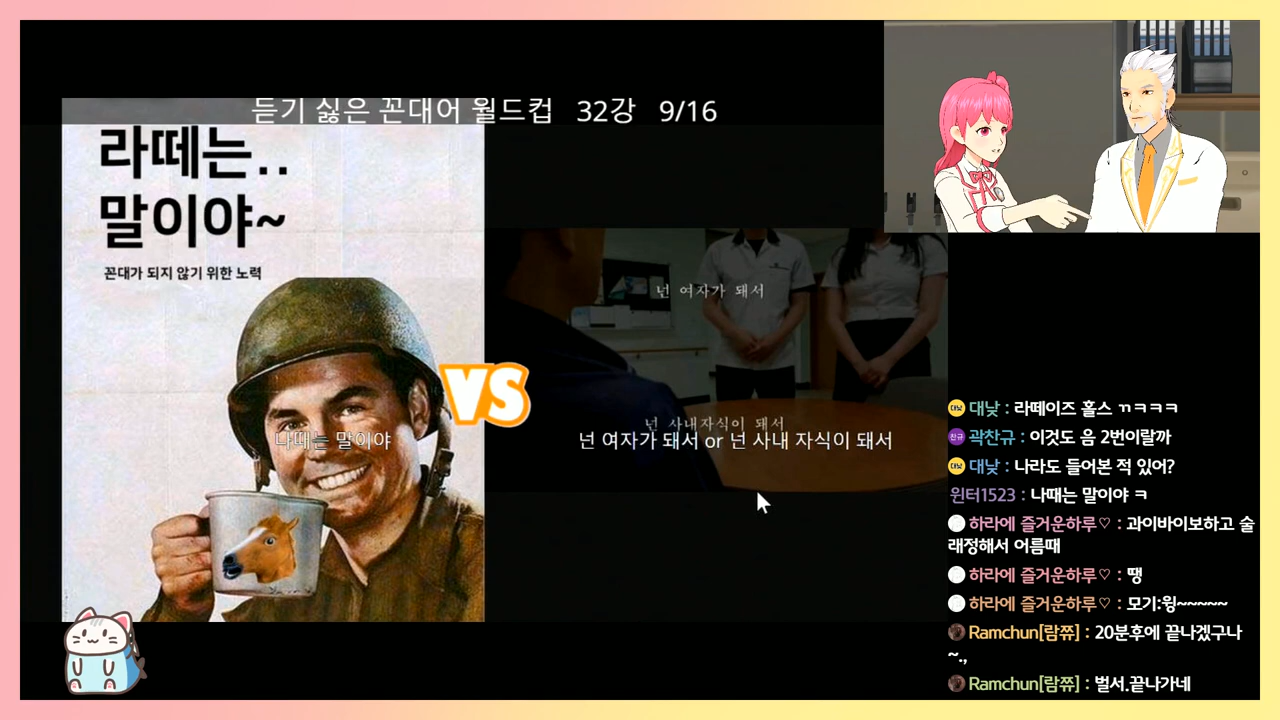 듣기 싫은 꼰대어 월드컵 32강 9/16
라떼는..
말이야~
꼰대가 되지 않기 위한 노력
나때는 말이야
VS
넌 여자가 돼서
넌 사내자식이 돼서
넌 여자가 돼서 or 넌 사내 자식이 돼서
대낮 : 라떼이즈 홀스 ㄲㅋㅋㅋ
곽찬규 : 이것도 음 2번이랄까
대낮 : 나라도 들어본 적 있어?
윈터1523 : 나때는 말이야 ㅋ
하라에 즐거운하루♡ : 과이바이보하고 술
래정해서 어름때
하라에 즐거운하루♡ : 땡
하라에 즐거운하루♡ : 모기:윙~~~~~
Ramchun[람쮸] : 20분후에 끝나겠구나
~.,
Ramchun[람쮸] : 벌서.끝나가네